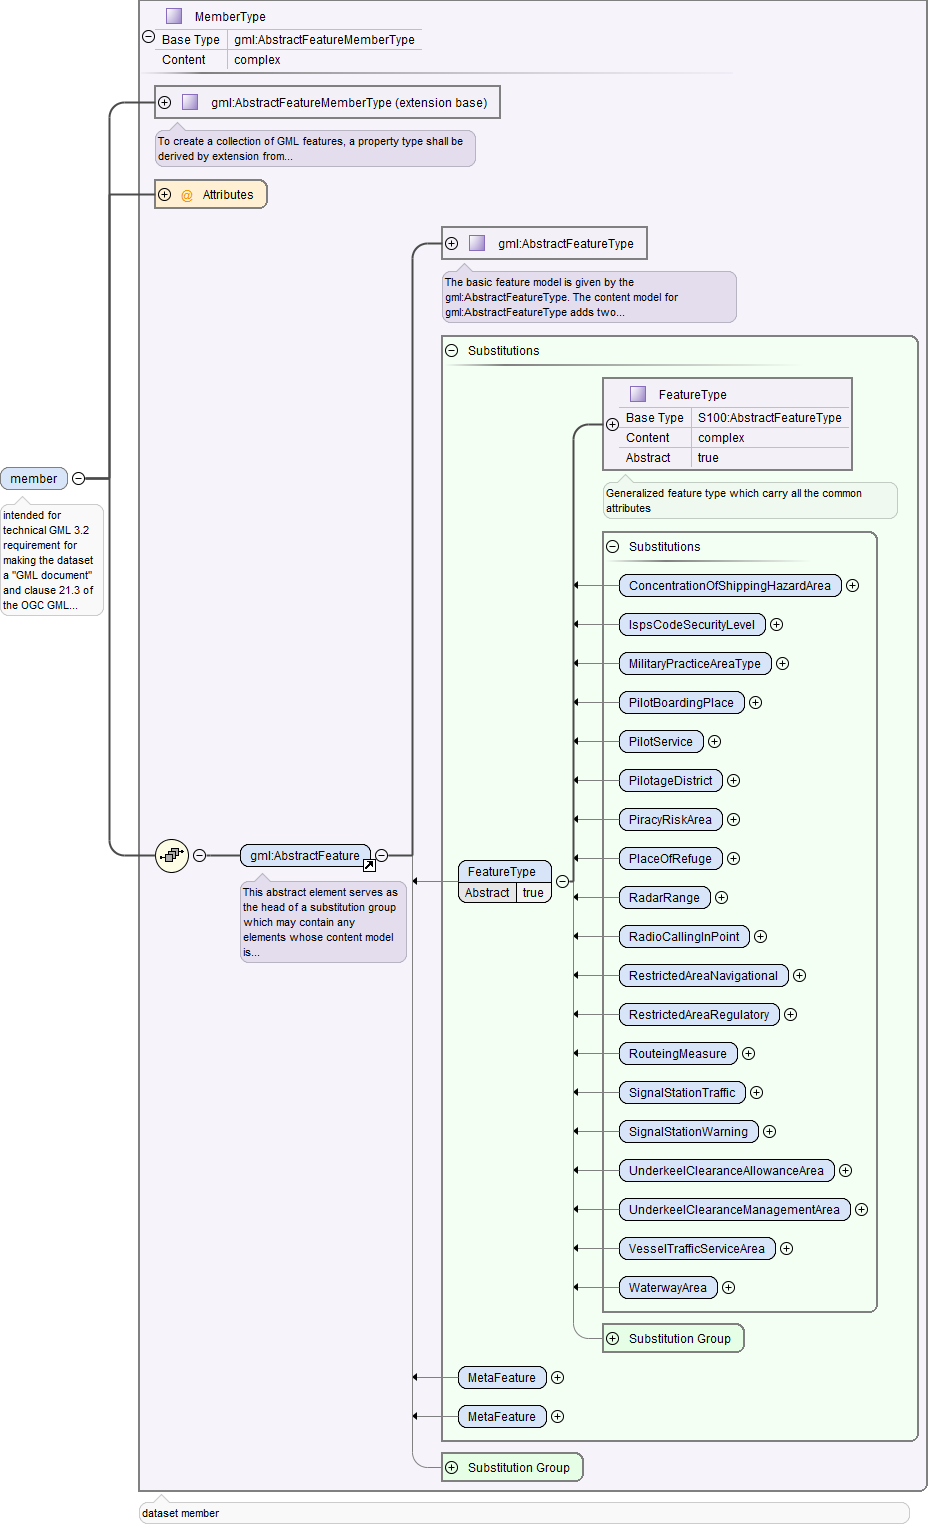 MemberType
Base Type gml:AbstractFeatureMemberType
Content complex
gml:AbstractFeatureMemberType (extension base)
To create a collection of GML features, a property type shall be
derived by extension from...
@ Attributes
gml:AbstractFeatureType
The basic feature model is given by the
gml:AbstractFeatureType. The content model for
gml:AbstractFeatureType adds two...
Substitutions
FeatureType
Base Type S100:AbstractFeatureType
Content complex
Abstract true
Generalized feature type which carry all the common
attributes
member
intended for
technical GML 3.2
requirement for
making the dataset
a "GML document"
and clause 21.3 of
the OGC GML...
Substitutions
ConcentrationOfShippingHazardArea
IspsCodeSecurityLevel
MilitaryPracticeAreaType
PilotBoardingPlace
PilotService
PilotageDistrict
PiracyRiskArea
PlaceOfRefuge
gml:AbstractFeature
This abstract element serves as
the head of a substitution group
which may contain any
elements whose content model
is...
FeatureType
Abstract true
RadarRange
RadioCallingInPoint
RestrictedAreaNavigational
RestrictedAreaRegulatory
RouteingMeasure
SignalStationTraffic
SignalStationWarning
UnderkeelClearanceAllowanceArea
UnderkeelClearanceManagementArea
VesselTrafficServiceArea
WaterwayArea
Substitution Group
MetaFeature
MetaFeature
Substitution Group
dataset member